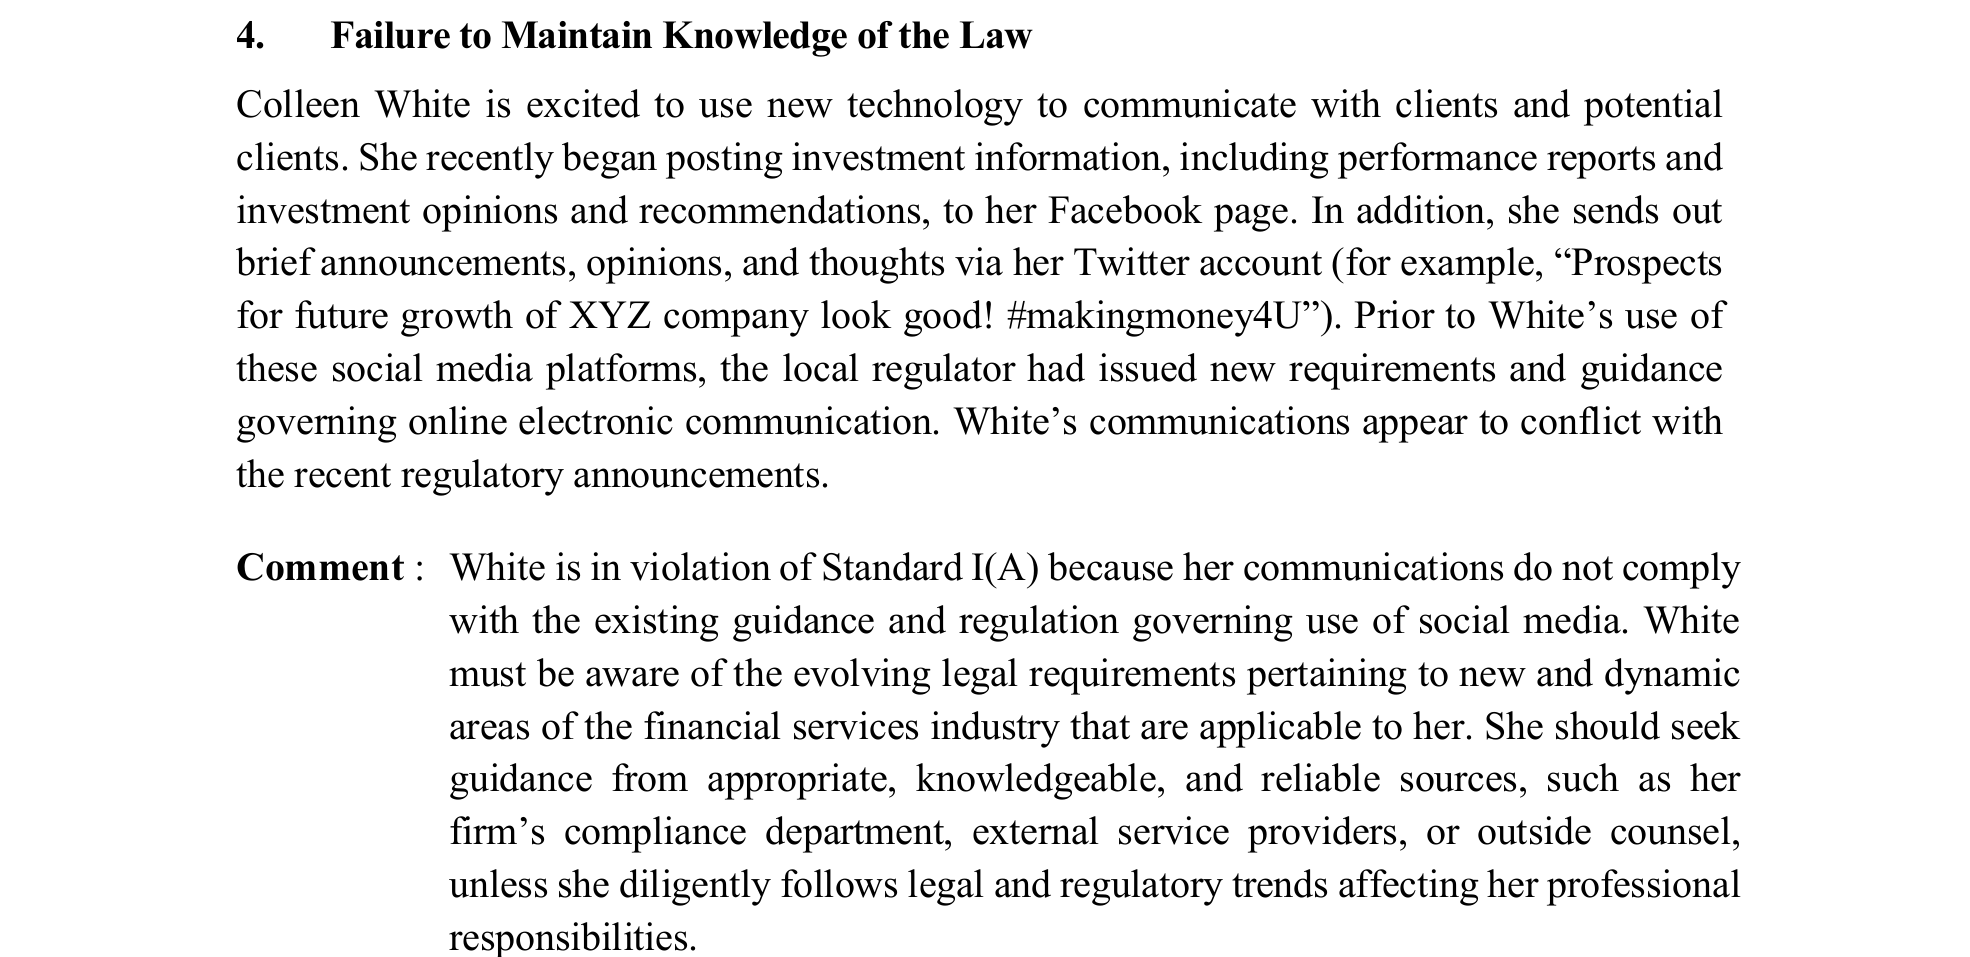 4. Failure to Maintain Knowledge of the Law
Colleen White is excited to use new technology to communicate with clients and potential
clients. She recently began posting investment information, including performance reports and
investment opinions and recommendations, to her Facebook page. In addition, she sends out
brief announcements, opinions, and thoughts via her Twitter account (for example, “Prospects
for future growth of XYZ company look good! #makingmoney4U”). Prior to White’s use of
these social media platforms, the local regulator had issued new requirements and guidance
governing online electronic communication. White’s communications appear to conflict with
the recent regulatory announcements.
Comment : White is in violation of Standard I(A) because her communications do not comply
with the existing guidance and regulation governing use of social media. White
must be aware of the evolving legal requirements pertaining to new and dynamic
areas of the financial services industry that are applicable to her. She should seek
guidance from appropriate, knowledgeable, and reliable sources, such as her
firm’s compliance department, external service providers, or outside counsel,
unless she diligently follows legal and regulatory trends affecting her professional
responsibilities.